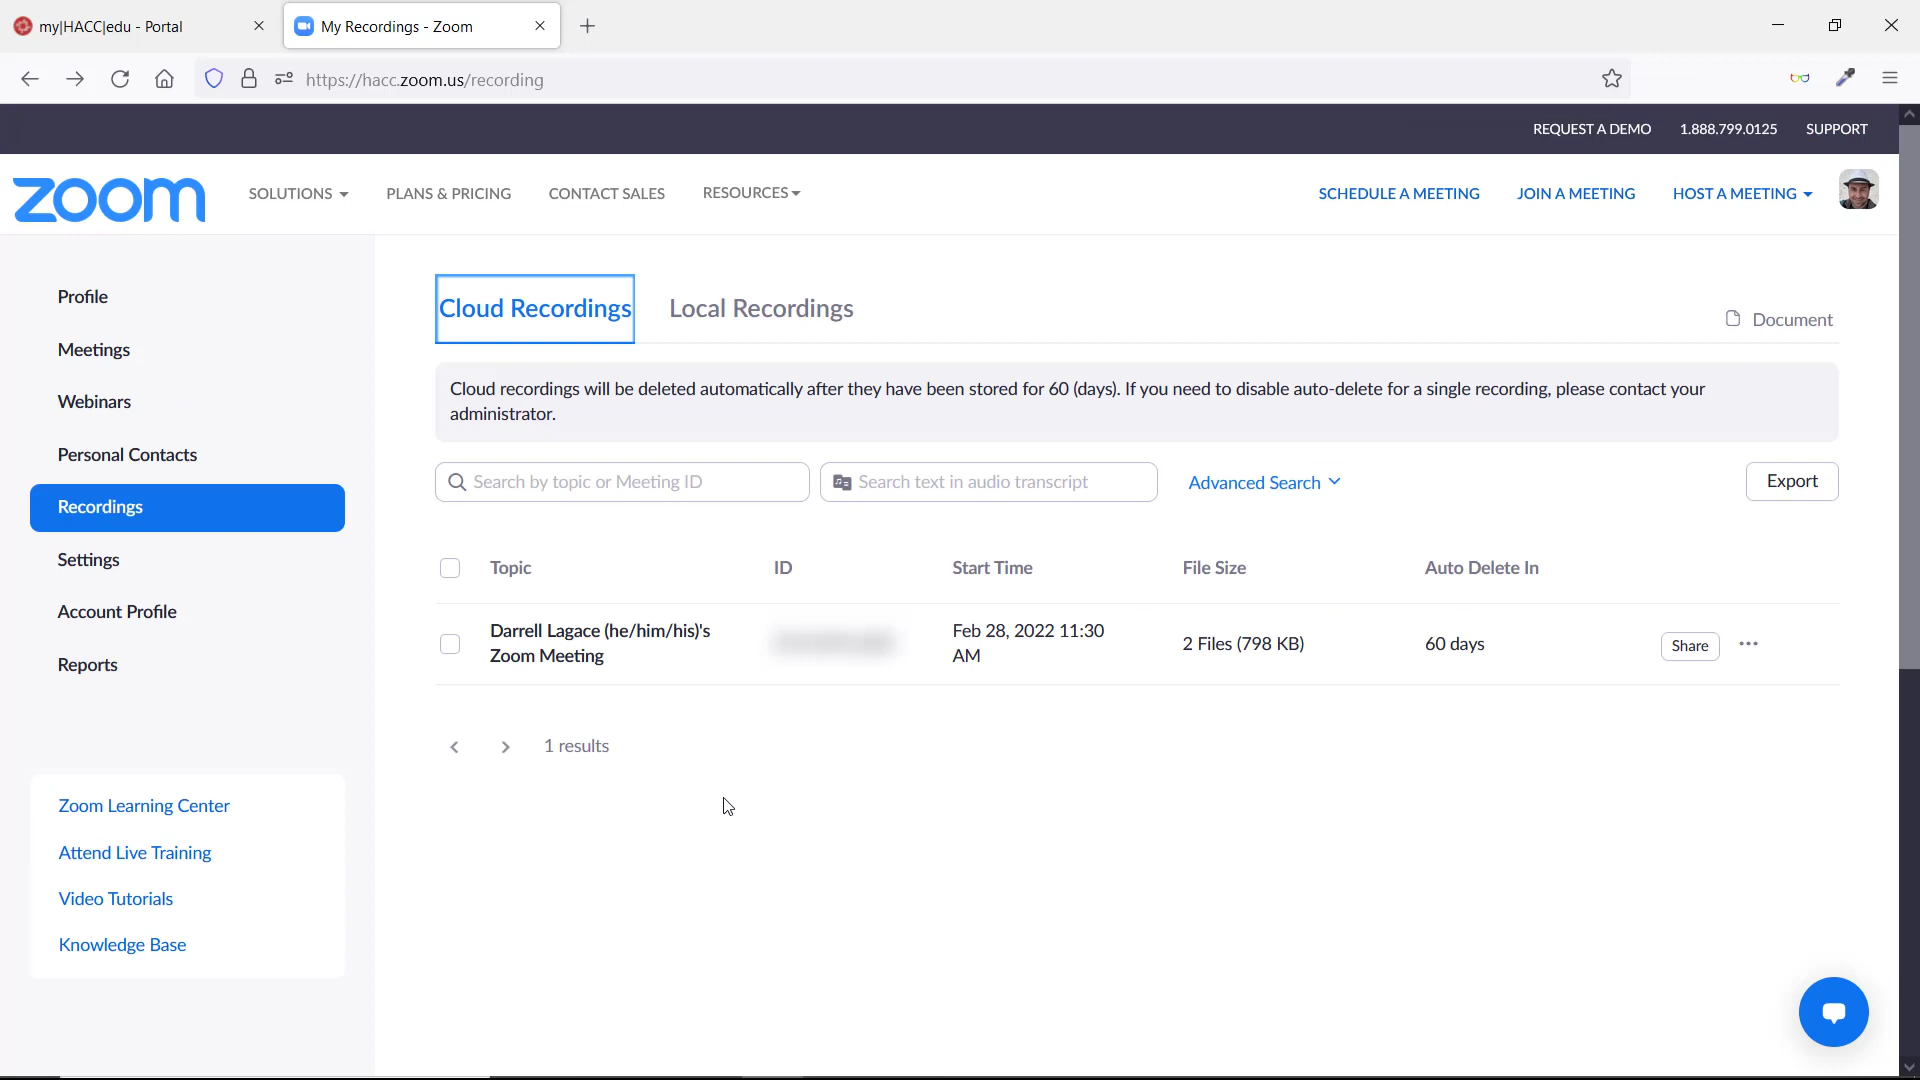 my|HACC|edu - Portal
My Recordings - Zoom
https://hacc.zoom.us/recording
REQUEST A DEMO
1.888.799.0125
SUPPORT
zoom
SOLUTIONS
PLANS & PRICING
CONTACT SALES
RESOURCES
SCHEDULE A MEETING
JOIN A MEETING
HOST A MEETING
Profile
Meetings
Webinars
Personal Contacts
Recordings
Settings
Account Profile
Reports
Zoom Learning Center
Attend Live Training
Video Tutorials
Knowledge Base
Cloud Recordings
Local Recordings
Document
Cloud recordings will be deleted automatically after they have been stored for 60 (days). If you need to disable auto-delete for a single recording, please contact your
administrator.
Search by topic or Meeting ID
Search text in audio transcript
Advanced Search
Export
Topic
ID
Start Time
File Size
Auto Delete In
Darrell Lagace (he/him/his)'s
Zoom Meeting
Feb 28, 2022 11:30
AM
2 Files (798 KB)
60 days
Share
1 results